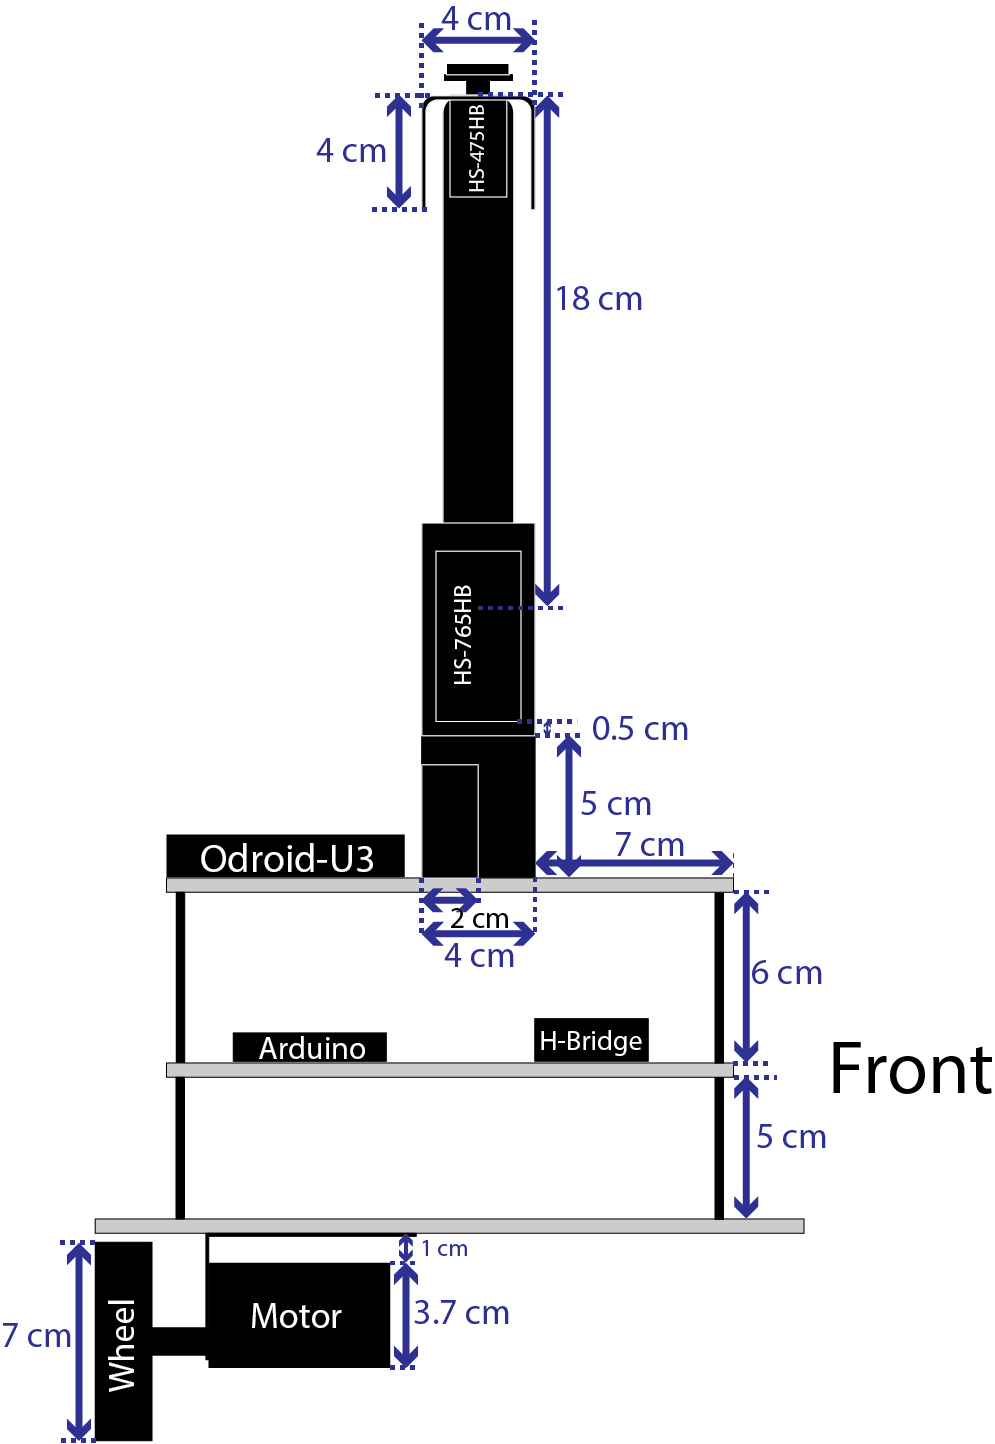 4 cm
HS-475HB
4 cm
18 cm
HS-765HB
0.5 cm
5 cm
7 cm
Odroid-U3
2 cm
4 cm
6 cm
Arduino
H-Bridge
Front
5 cm
1 cm
3.7 cm
Motor
7 cm
Wheel